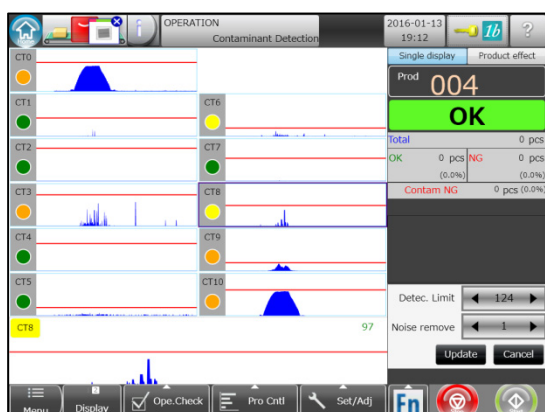 OPERATION
Contaminant Detection
2016-01-13
19:12
1b
?
Home
i
Single display
Product effect
CT0
Prod
004
CT1
CT6
OK
CT2
CT7
Total
0 pcs
OK
0 pcs
NG
0 pcs
(0.0%)
(0.0%)
CT3
CT8
Contam NG
0 pcs (0.0%)
CT4
CT9
CT5
CT10
Detec. Limit
124
CT8
97
Noise remove
1
Update
Cancel
Menu
2
Display
Ope.Check
Pro Cntl
Set/Adj
Fn